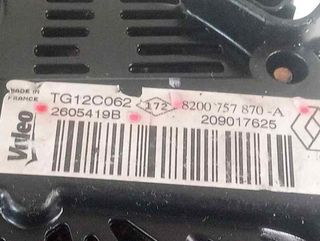 MADE IN
FRANCE
Valeo
TG12C062 172 8200 757 870-A
2605419B 209017625